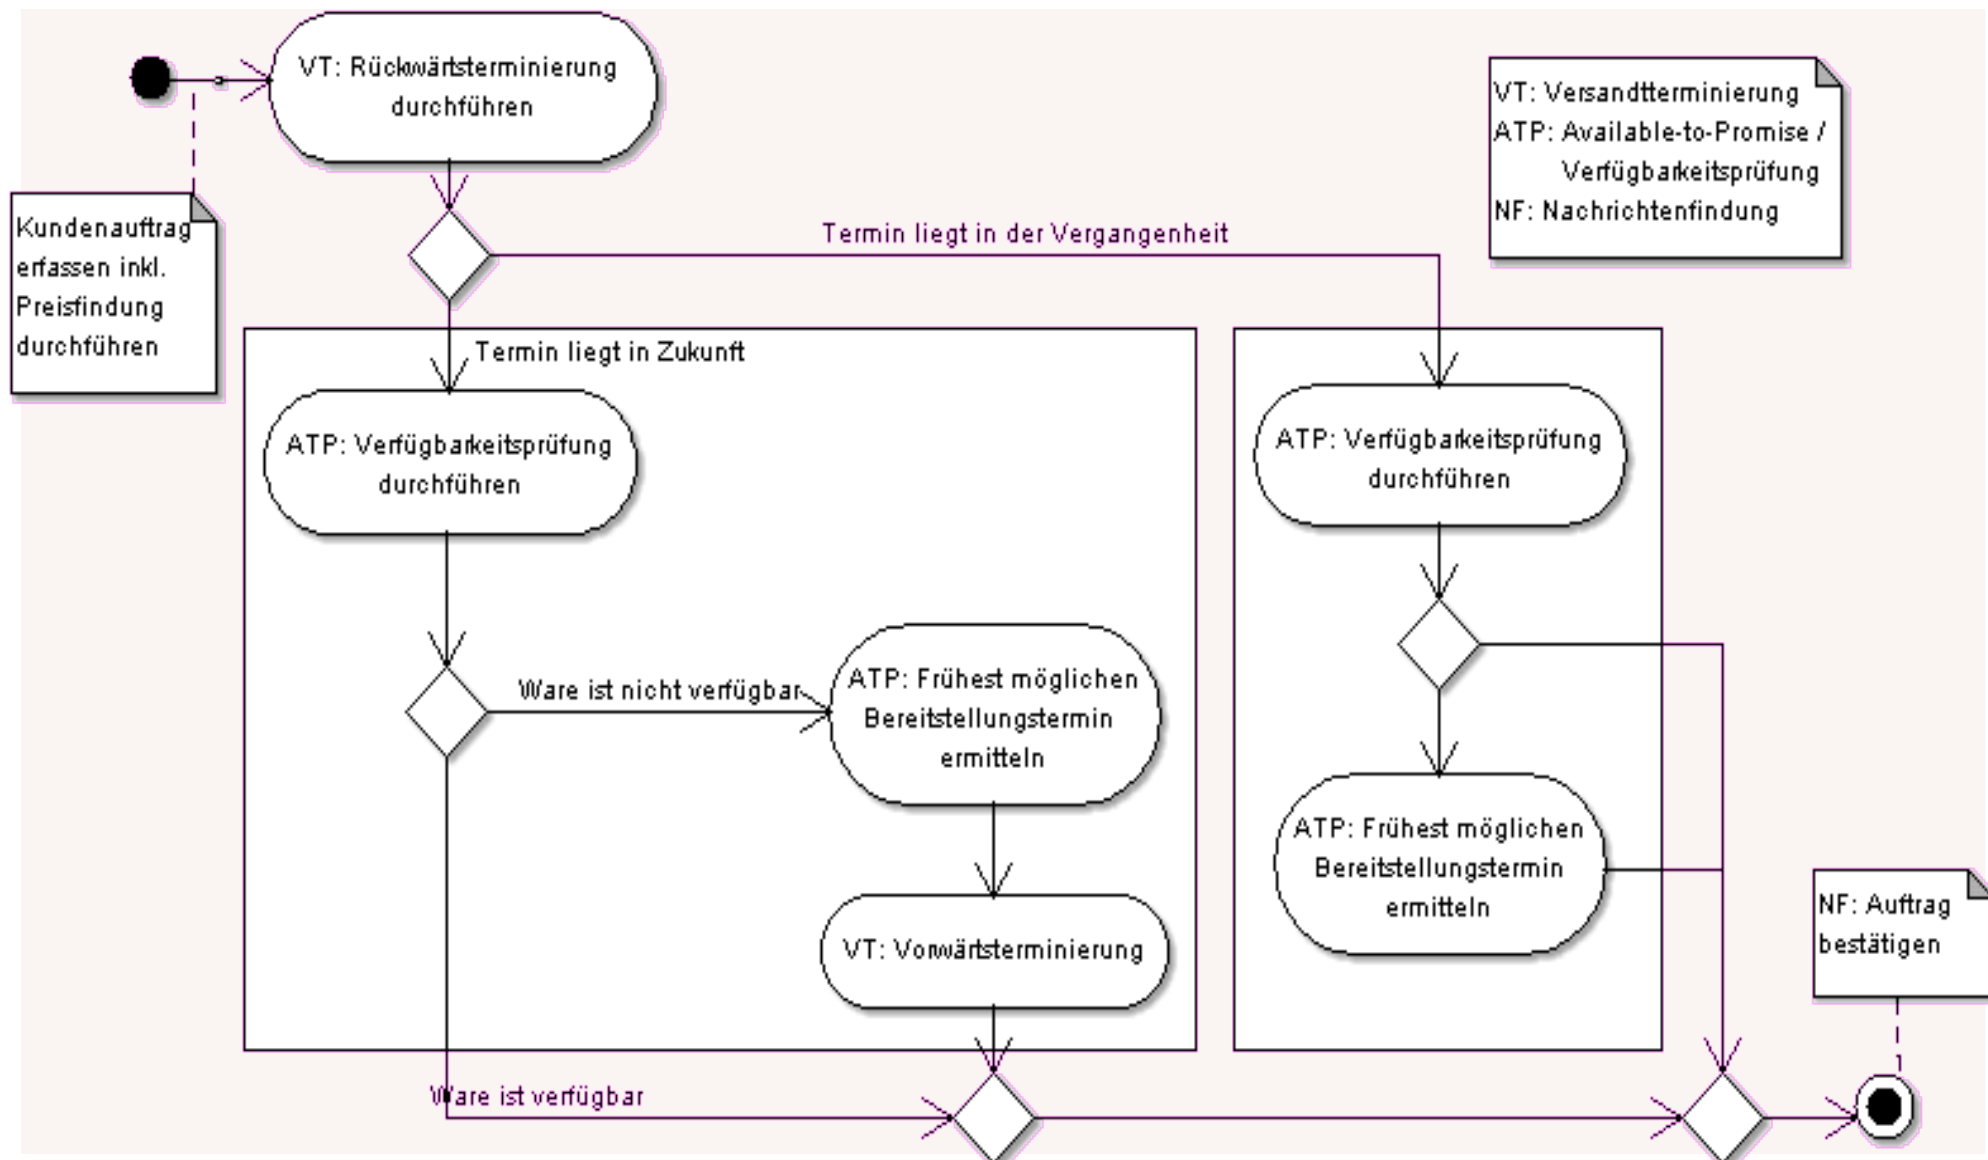 VT: Rückwärtsterminierung
durchführen
VT: Versandtterminierung
ATP: Available-to-Promise /
Verfügbarkeitsprüfung
NF: Nachrichtenfindung
Kundenauftrag
erfassen inkl.
Preisfindung
durchführen
Termin liegt in der Vergangenheit
Termin liegt in Zukunft
ATP: Verfügbarkeitsprüfung
durchführen
ATP: Verfügbarkeitsprüfung
durchführen
Ware ist nicht verfügbar
ATP: Frühest möglichen
Bereitstellungstermin
ermitteln
ATP: Frühest möglichen
Bereitstellungstermin
ermitteln
VT: Vorwärtsterminierung
NF: Auftrag
bestätigen
Ware ist verfügbar